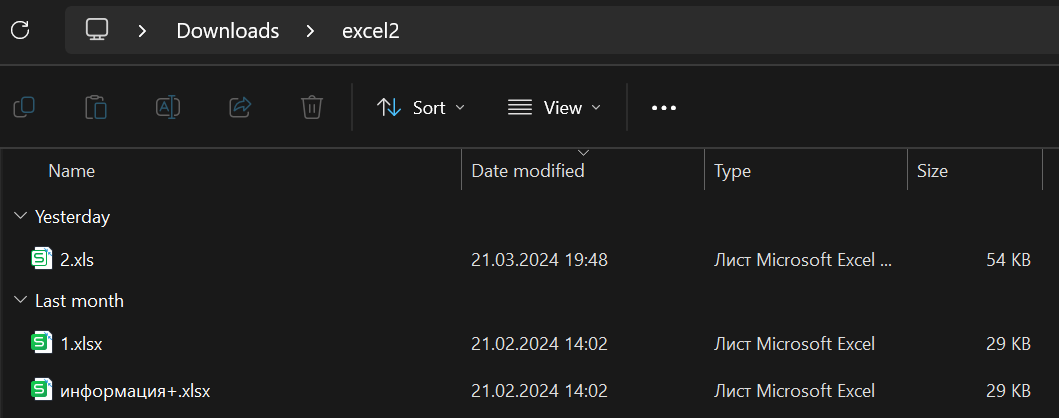 Downloads excel2
Sort View
Name Date modified Type Size
Yesterday
2.xls 21.03.2024 19:48 Лист Microsoft Excel ... 54 KB
Last month
1.xlsx 21.02.2024 14:02 Лист Microsoft Excel 29 KB
информация+.xlsx 21.02.2024 14:02 Лист Microsoft Excel 29 KB